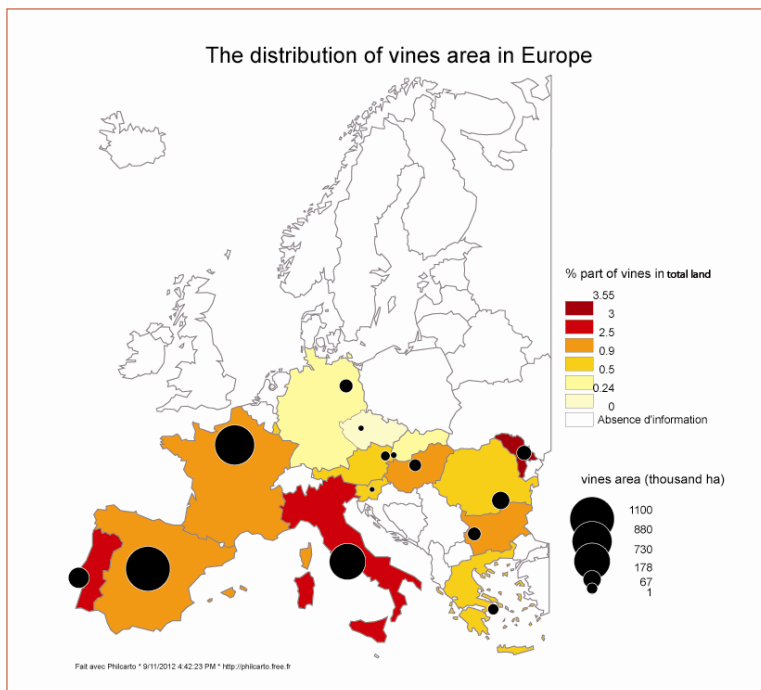 The distribution of vines area in Europe
% part of vines in total land
3.55
3
2.5
0.9
0.5
0.24
0
Absence d'information
vines area (thousand ha)
1100
880
730
178
67
1
Fait avec Philcarto * 9/11/2012 4:42:23 PM * http://philcarto.free.fr